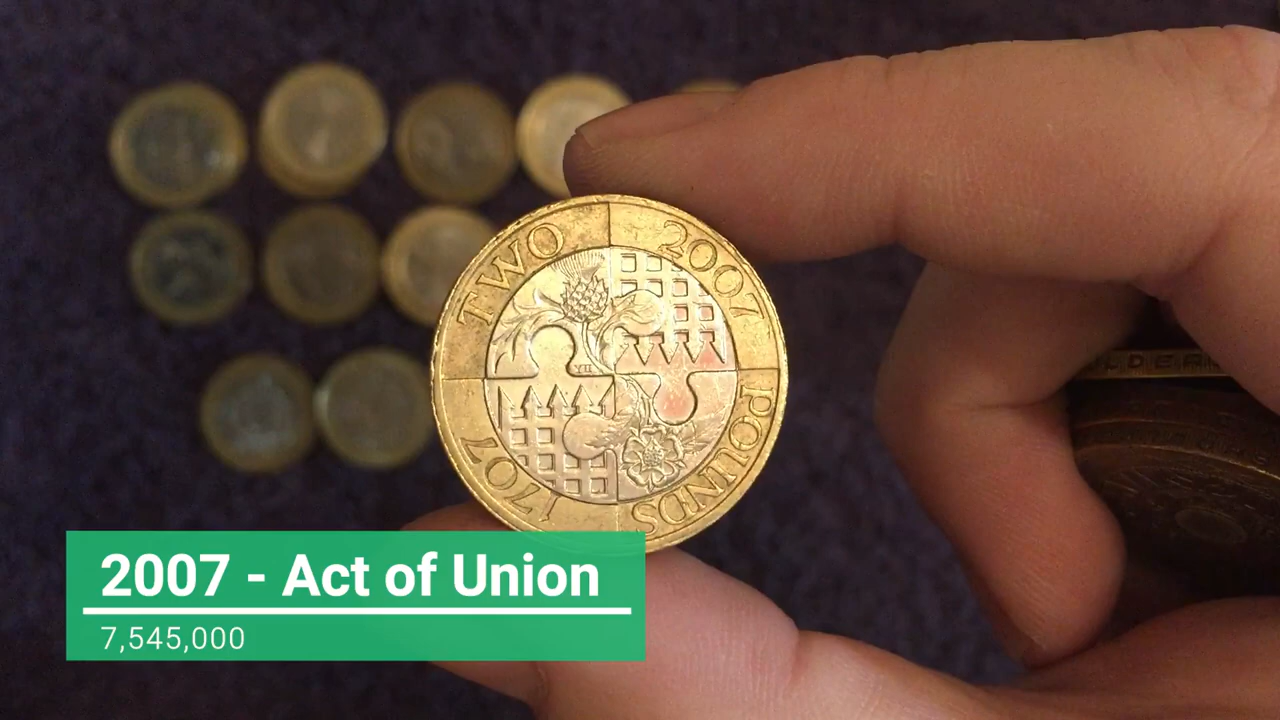 TWO
2007
POUNDS
1707
2007 - Act of Union
7,545,000